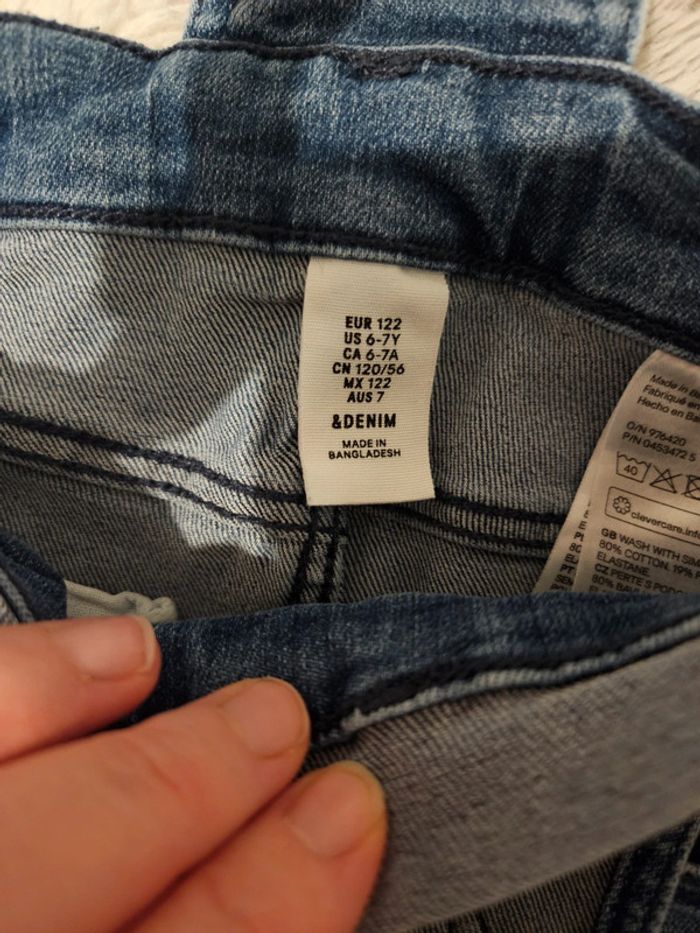 EUR 122
US 6-7Y
CA 6-7A
CN 120/56
MX 122
AUS 7
&DENIM
MADE IN
BANGLADESH
Made in
Fabriqué en
Hecho en
O/N 976420
P/N 0453472 5
40
clevercare.info
GB WASH WITH
80% COTTON, 19%
ELASTANE
CZ PERTE S
80%